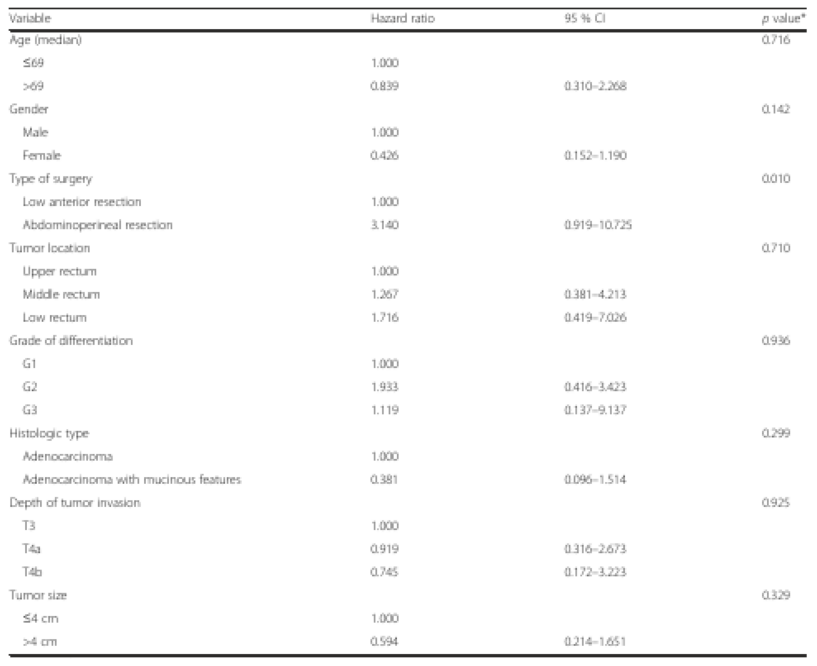 Variable Hazard ratio 95 % CI p value*
Age (median) 0.716
≤69 1.000
>69 0.839 0.310–2.268
Gender 0.142
Male 1.000
Female 0.426 0.152–1.190
Type of surgery 0.010
Low anterior resection 1.000
Abdominoperineal resection 3.140 0.919–10.725
Tumor location 0.710
Upper rectum 1.000
Middle rectum 1.267 0.381–4.213
Low rectum 1.716 0.419–7.026
Grade of differentiation 0.936
G1 1.000
G2 1.933 0.416–3.423
G3 1.119 0.137–9.137
Histologic type 0.299
Adenocarcinoma 1.000
Adenocarcinoma with mucinous features 0.381 0.096–1.514
Depth of tumor invasion 0.925
T3 1.000
T4a 0.919 0.316–2.673
T4b 0.745 0.172–3.223
Tumor size 0.329
≤4 cm 1.000
>4 cm 0.594 0.214–1.651